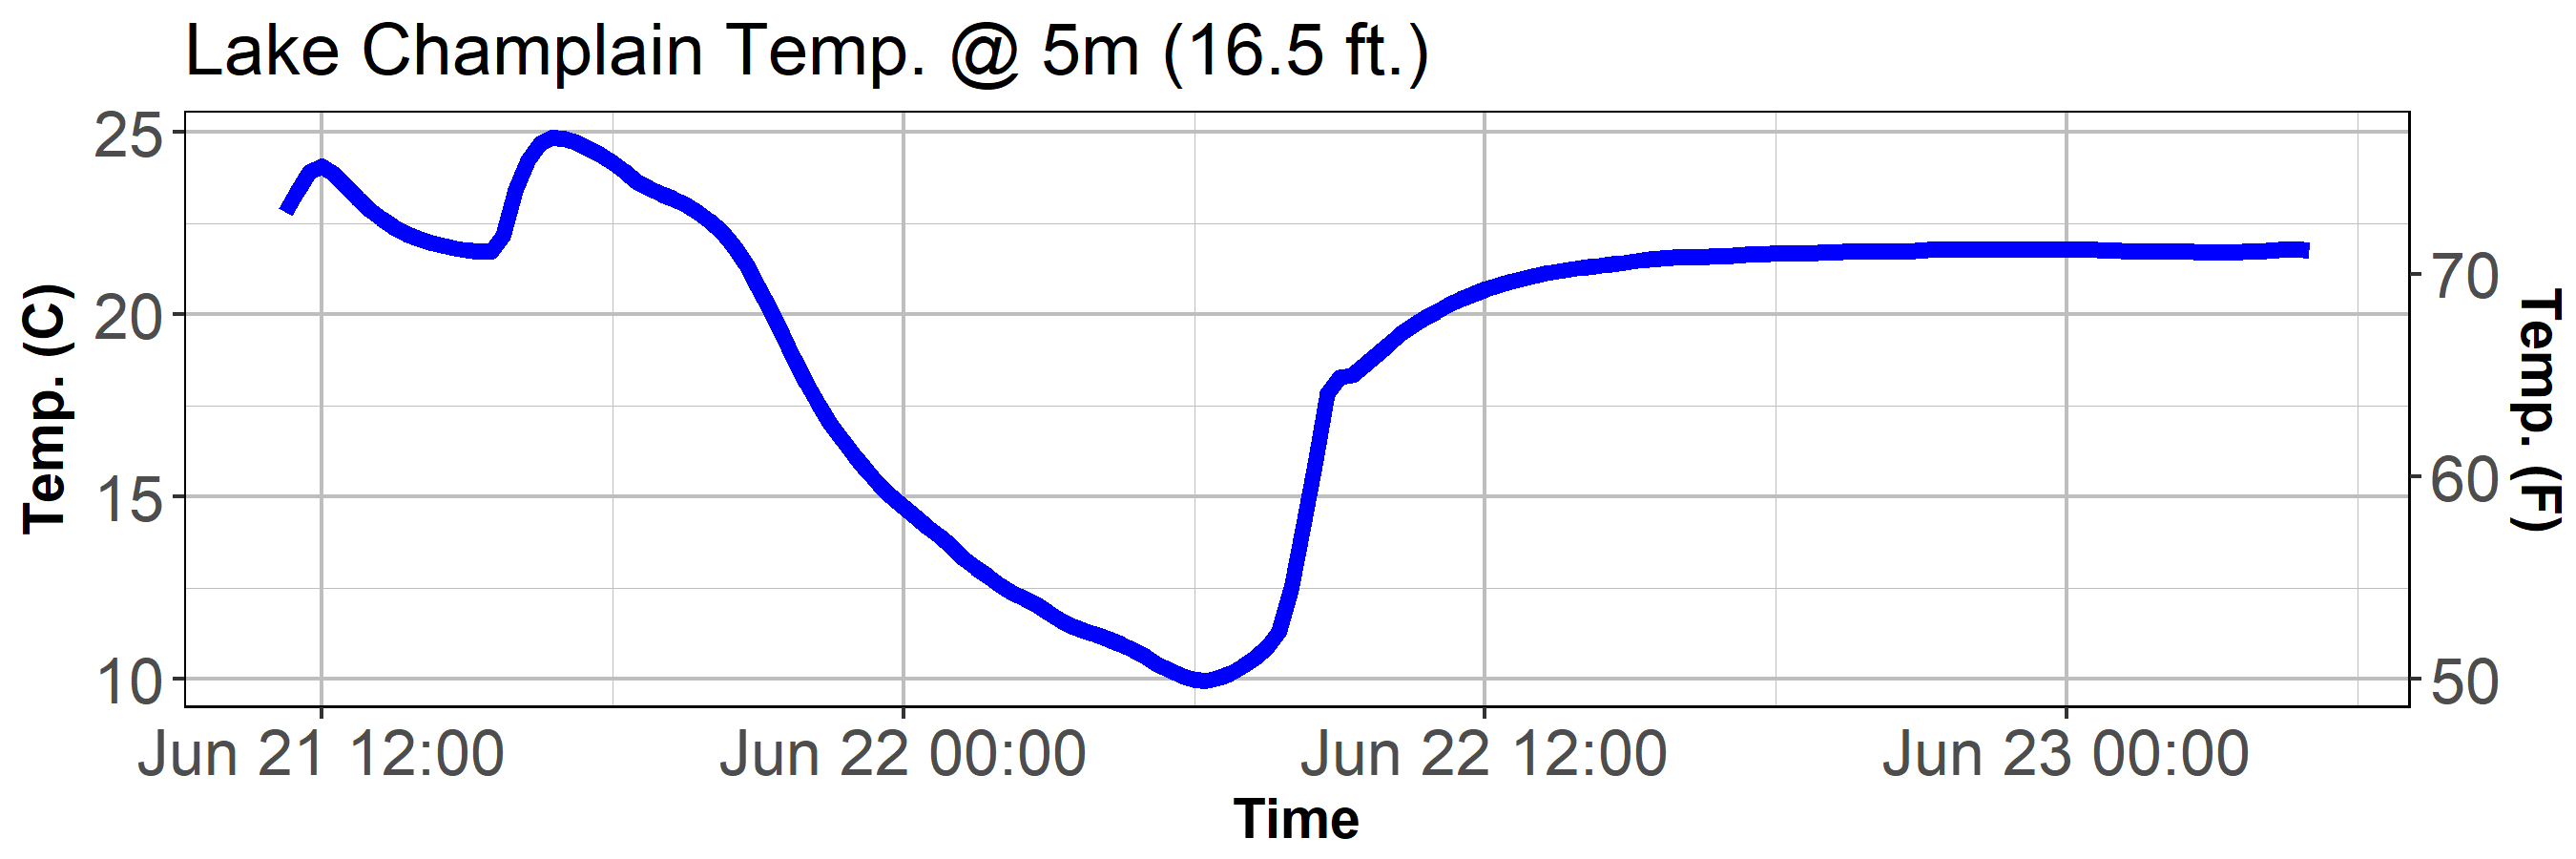 Lake Champlain Temp. @ 5m (16.5 ft.)
Temp. (C)
25
20
15
10
70
60
50
Temp. (F)
Jun 21 12:00 Jun 22 00:00 Jun 22 12:00 Jun 23 00:00
Time